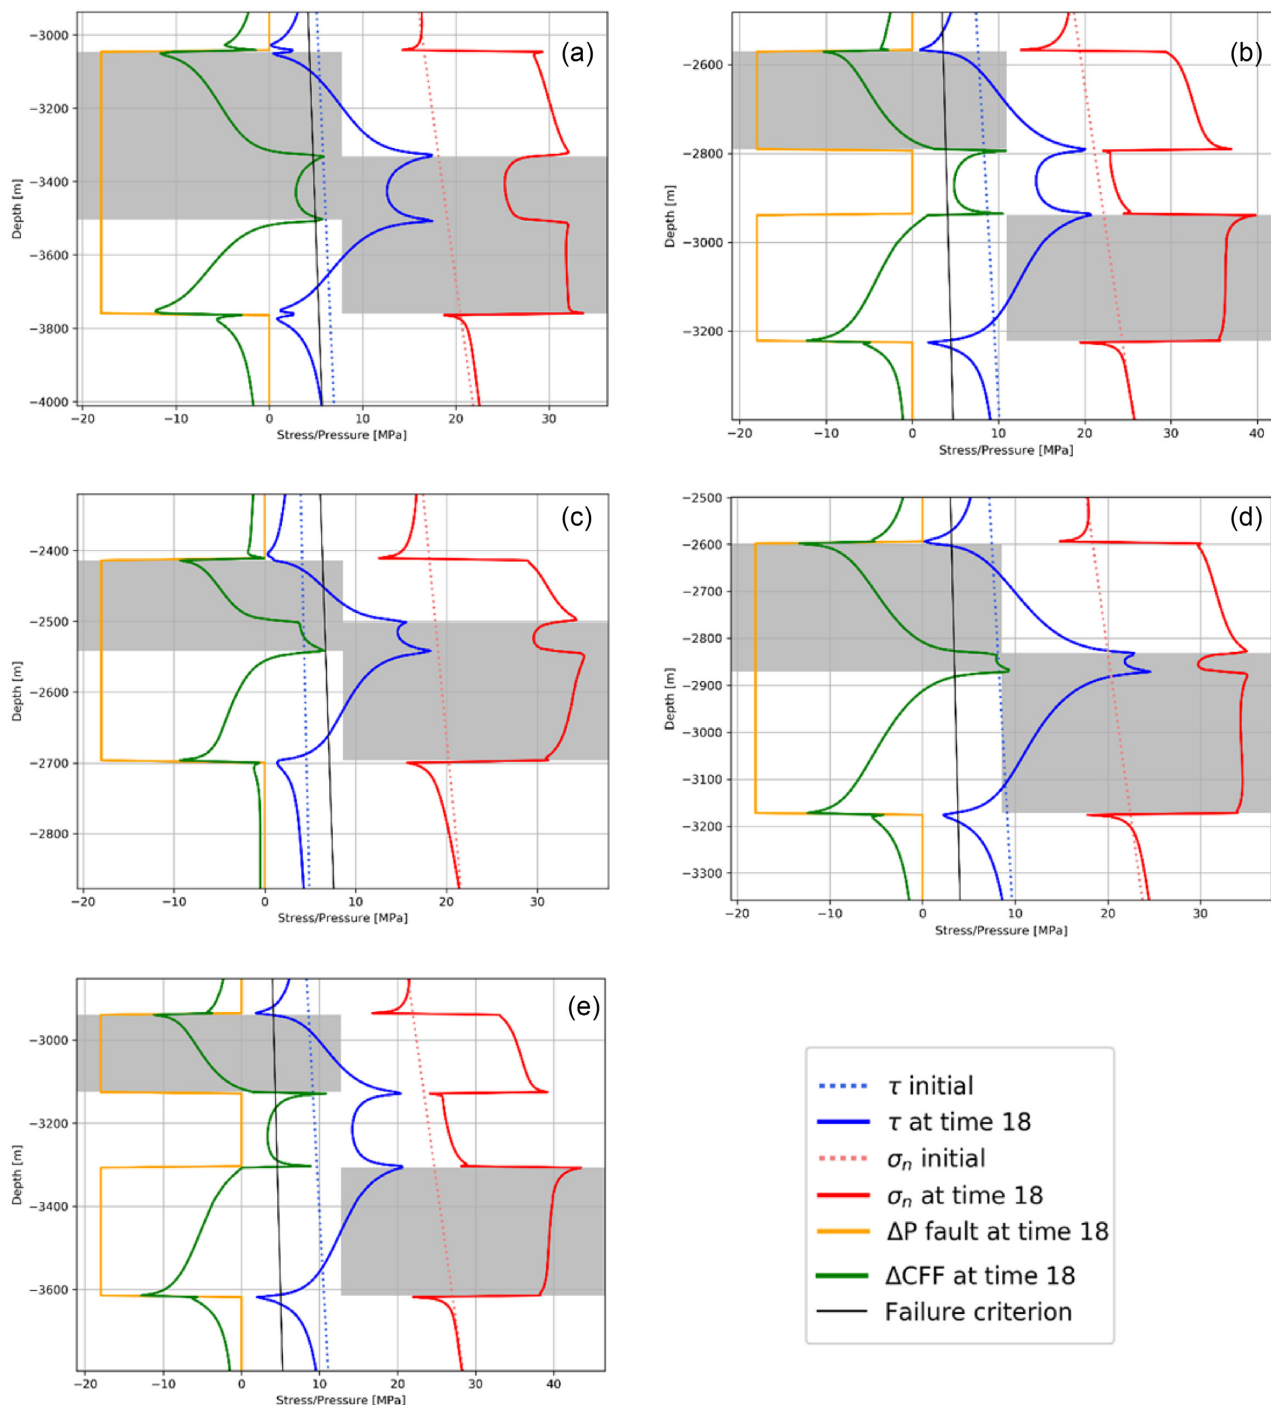 (a)
Depth [m]
−3000
−3200
−3400
−3600
−3800
−4000
−20 −10 0 10 20 30
Stress/Pressure [MPa]
(b)
Depth [m]
−2600
−2800
−3000
−3200
−20 −10 0 10 20 30 40
Stress/Pressure [MPa]
(c)
Depth [m]
−2400
−2500
−2600
−2700
−2800
−20 −10 0 10 20 30
Stress/Pressure [MPa]
(d)
Depth [m]
−2500
−2600
−2700
−2800
−2900
−3000
−3100
−3200
−3300
−20 −10 0 10 20 30
Stress/Pressure [MPa]
(e)
Depth [m]
−3000
−3200
−3400
−3600
−20 −10 0 10 20 30 40
Stress/Pressure [MPa]
τ initial
τ at time 18
σn initial
σn at time 18
ΔP fault at time 18
ΔCFF at time 18
Failure criterion